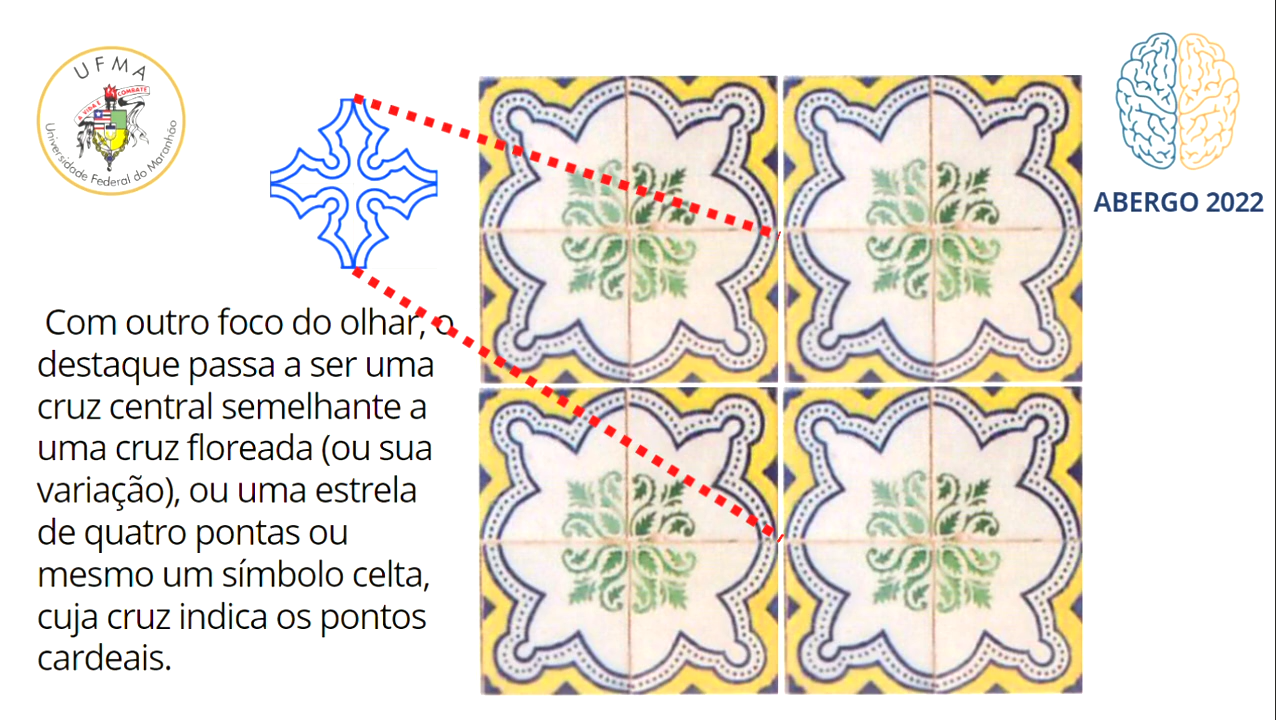 UFMA
A VIDA É COMBATE
Universidade Federal do Maranhão
ABERGO 2022
Com outro foco do olhar, o
destaque passa a ser uma
cruz central semelhante a
uma cruz floreada (ou sua
variação), ou uma estrela
de quatro pontas ou
mesmo um símbolo celta,
cuja cruz indica os pontos
cardeais.